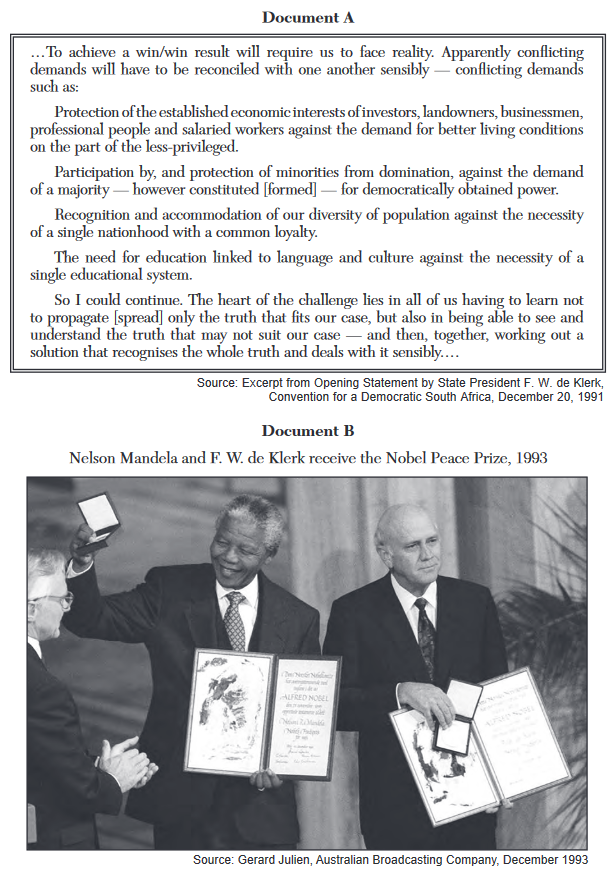 Document A
…To achieve a win/win result will require us to face reality. Apparently conflicting
demands will have to be reconciled with one another sensibly — conflicting demands
such as:
Protection of the established economic interests of investors, landowners, businessmen,
professional people and salaried workers against the demand for better living conditions
on the part of the less-privileged.
Participation by, and protection of minorities from domination, against the demand
of a majority — however constituted [formed] — for democratically obtained power.
Recognition and accommodation of our diversity of population against the necessity
of a single nationhood with a common loyalty.
The need for education linked to language and culture against the necessity of a
single educational system.
So I could continue. The heart of the challenge lies in all of us having to learn not
to propagate [spread] only the truth that fits our case, but also in being able to see and
understand the truth that may not suit our case — and then, together, working out a
solution that recognises the whole truth and deals with it sensibly.…
Source: Excerpt from Opening Statement by State President F. W. de Klerk,
Convention for a Democratic South Africa, December 20, 1991
Document B
Nelson Mandela and F. W. de Klerk receive the Nobel Peace Prize, 1993
ALFRED NOBEL
Source: Gerard Julien, Australian Broadcasting Company, December 1993